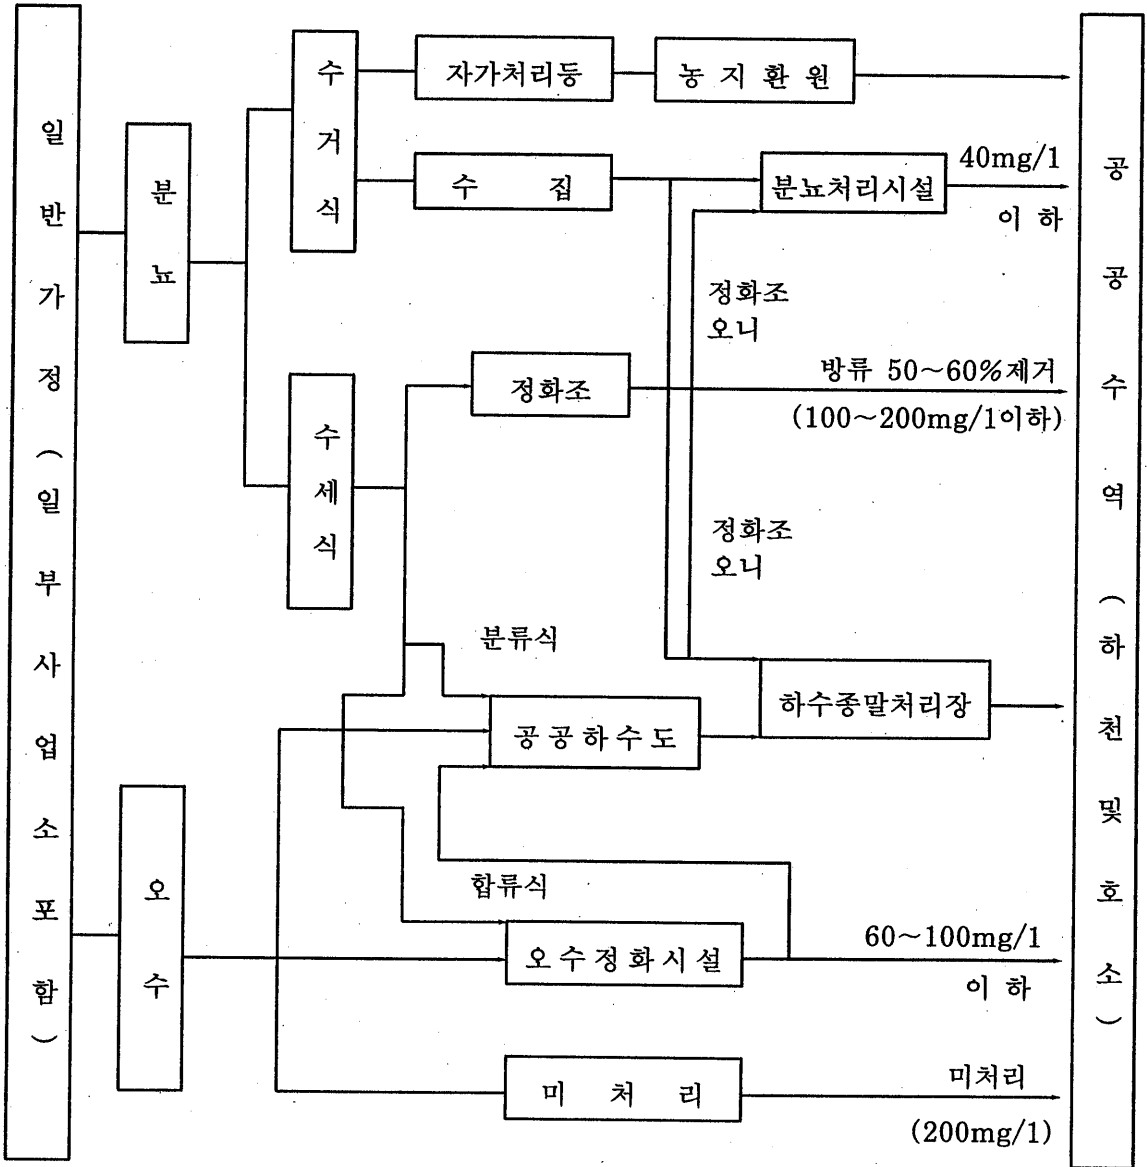 일반가정(일부사업소포함)
분뇨
수거식
자가처리등
농지환원
수 집
분뇨처리시설
40mg/1
이 하
정화조
오니
수세식
정화조
방류 50~60%제거
(100~200mg/1이하)
정화조
오니
분류식
공공하수도
하수종말처리장
오수
합류식
오수정화시설
60~100mg/1
이 하
미 처 리
미처리
(200mg/1)
공공수역(하천및호소)